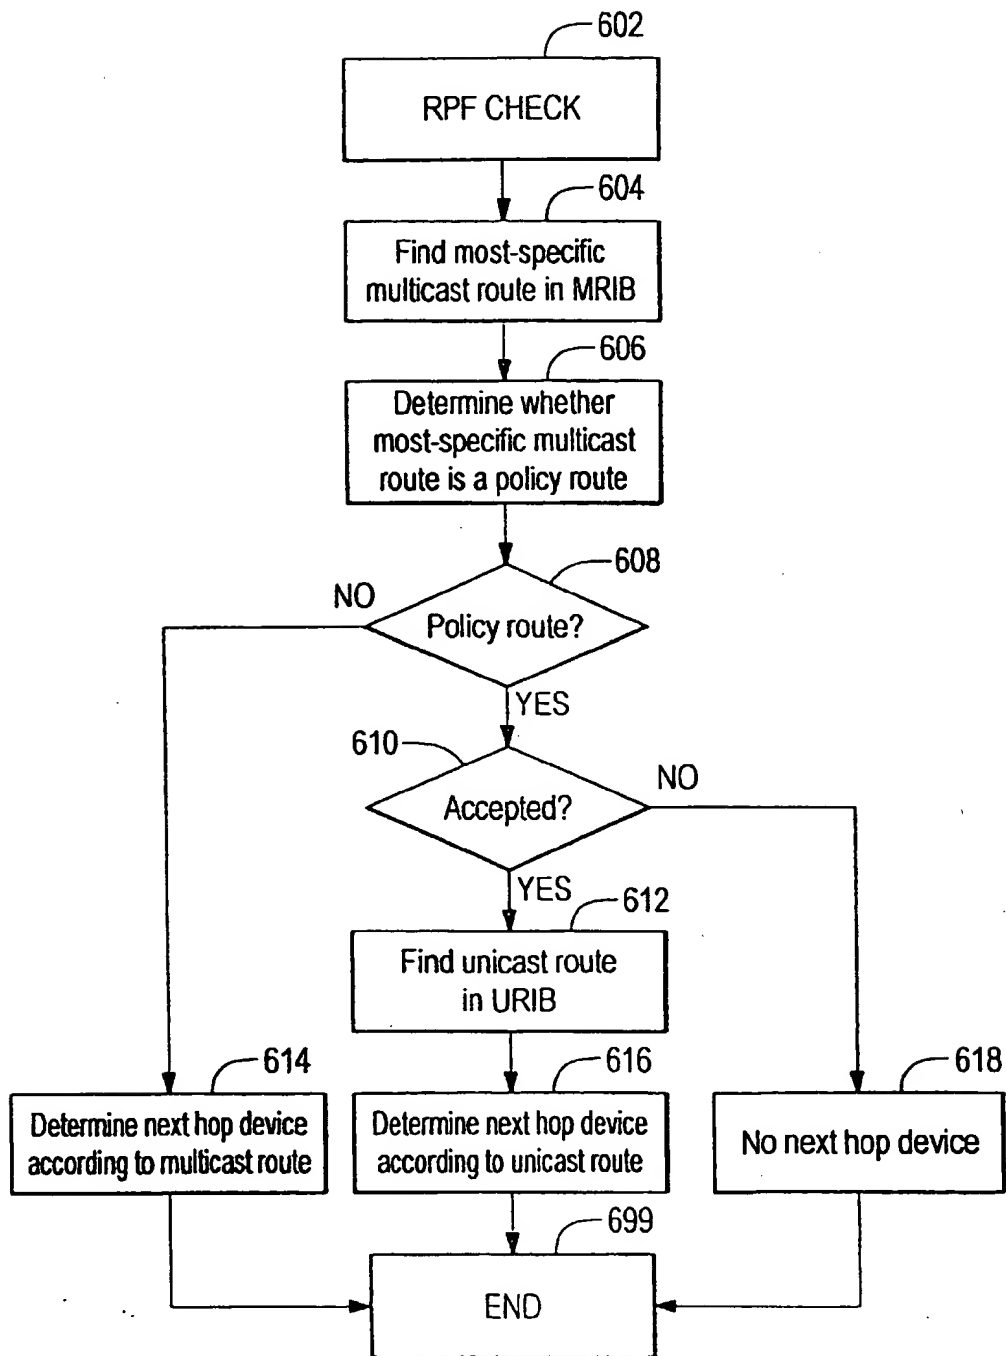 602
RPF CHECK
604
Find most-specific
multicast route in MRIB
606
Determine whether
most-specific multicast
route is a policy route
608
NO
Policy route?
YES
610
NO
Accepted?
YES
612
Find unicast route
in URIB
614
616
618
Determine next hop device
according to multicast route
Determine next hop device
according to unicast route
No next hop device
699
END